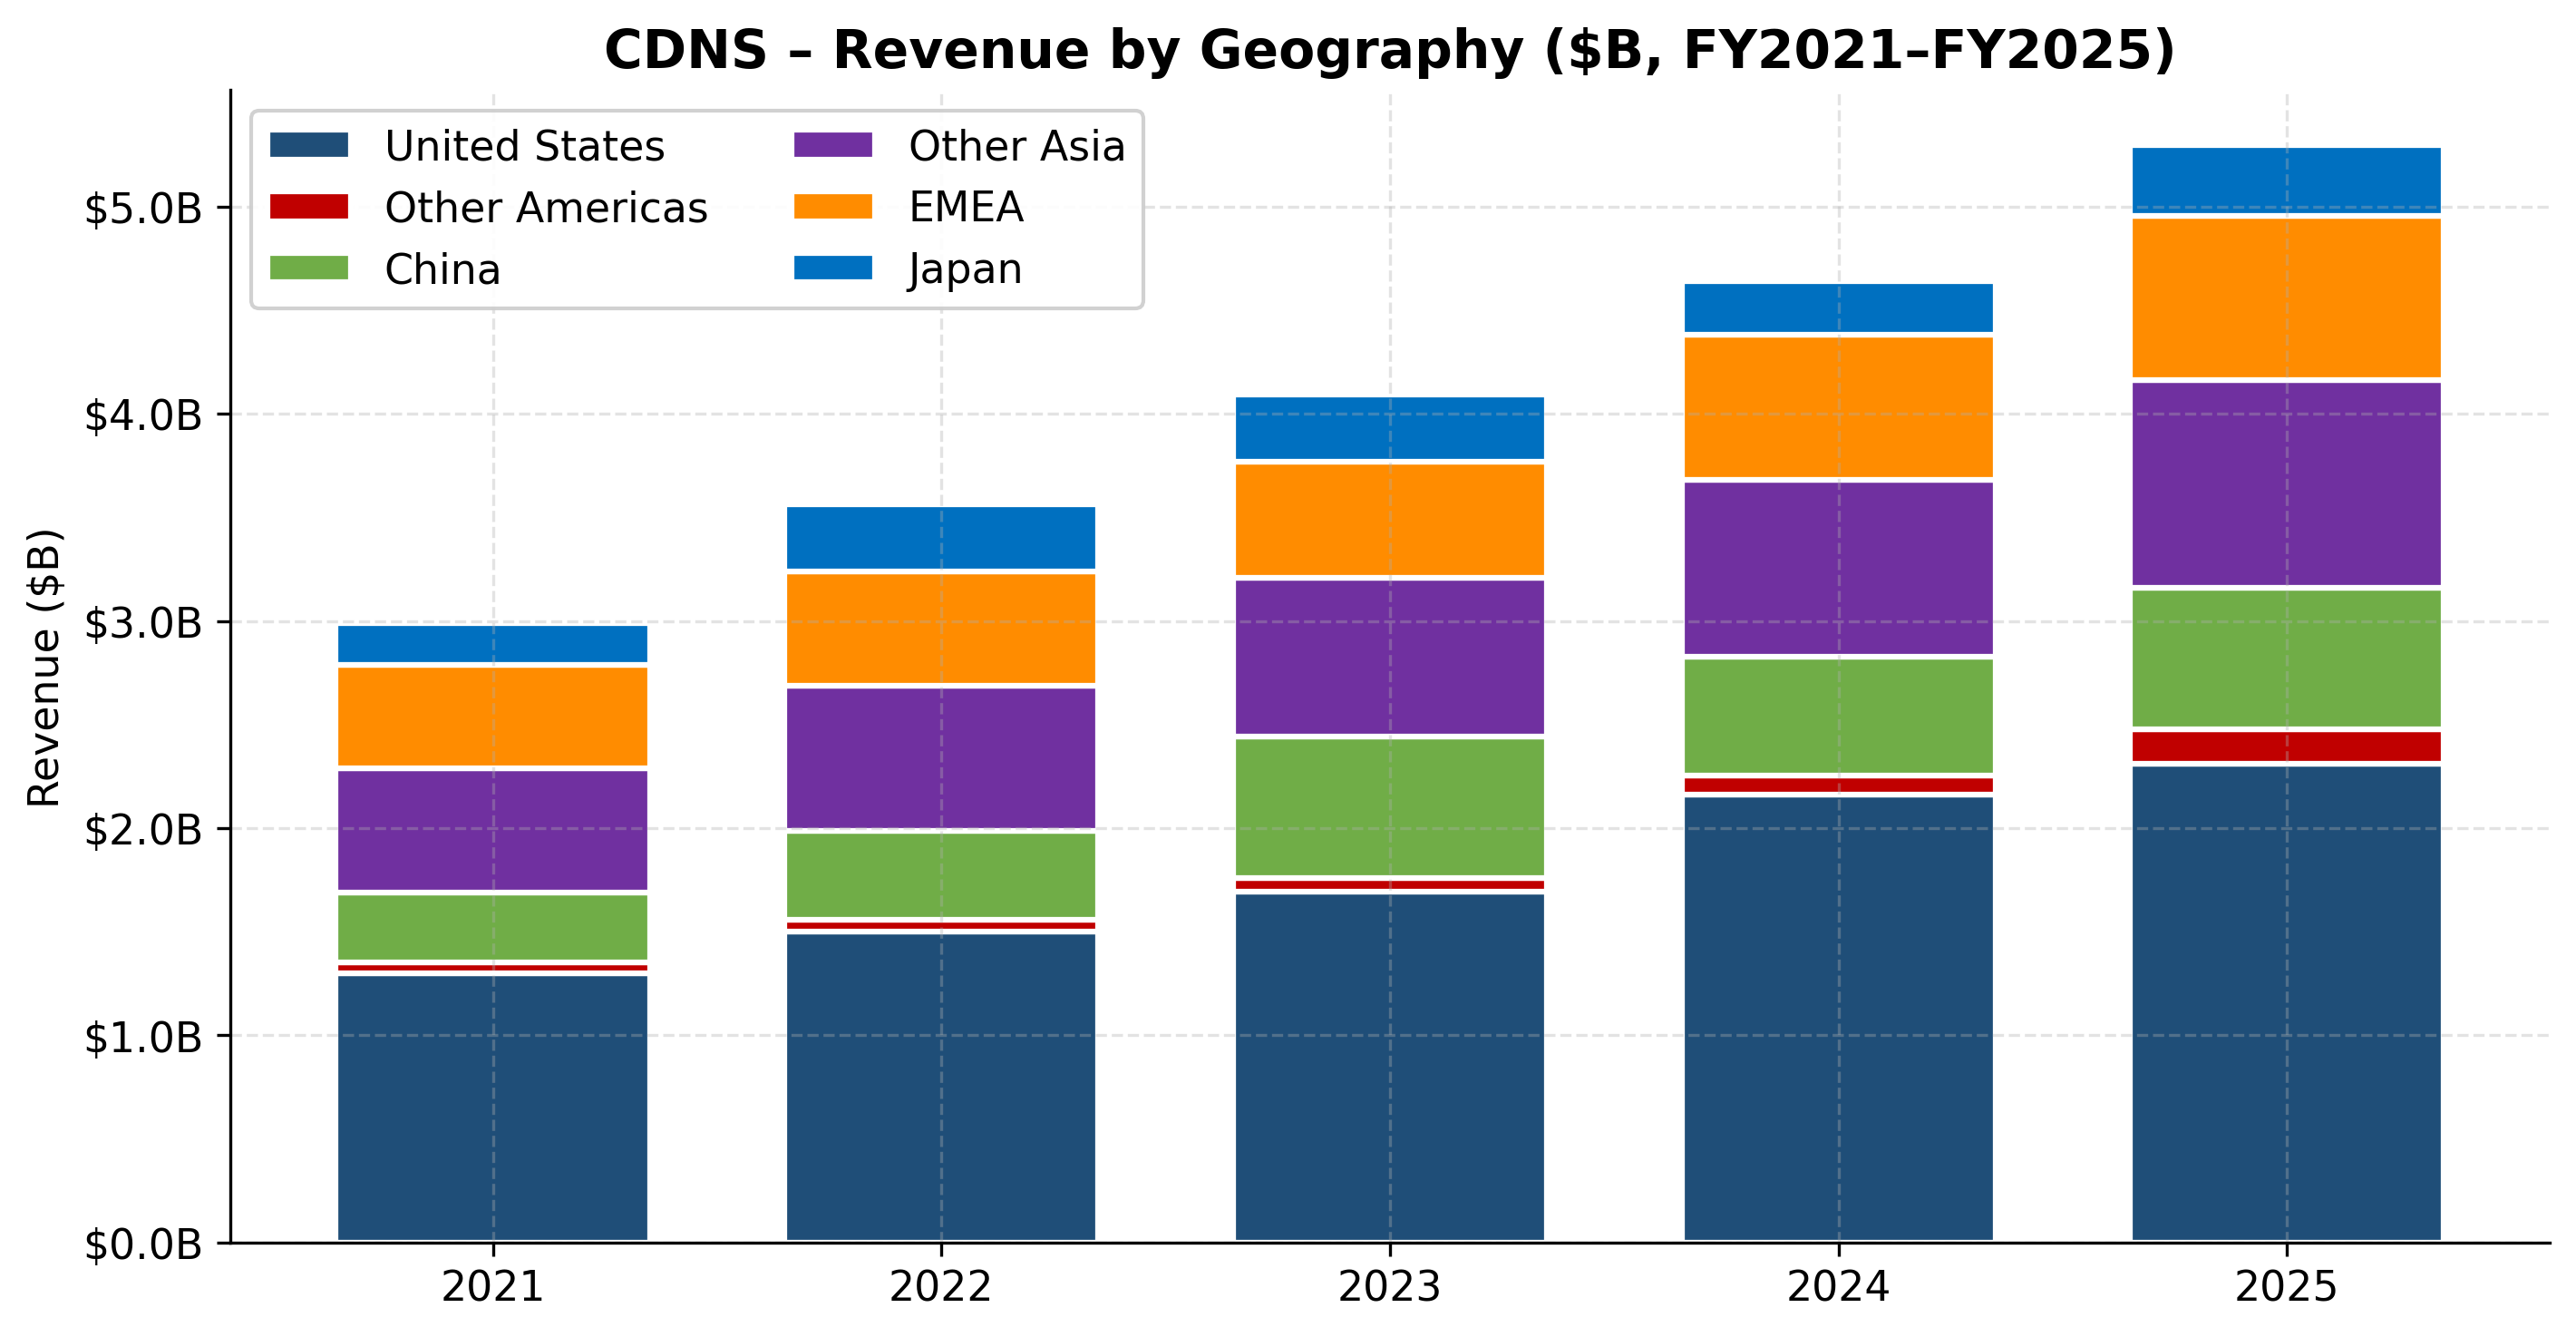 CDNS – Revenue by Geography ($B, FY2021–FY2025)
United States
Other Americas
China
Other Asia
EMEA
Japan
Revenue ($B)
$5.0B
$4.0B
$3.0B
$2.0B
$1.0B
$0.0B
2021
2022
2023
2024
2025